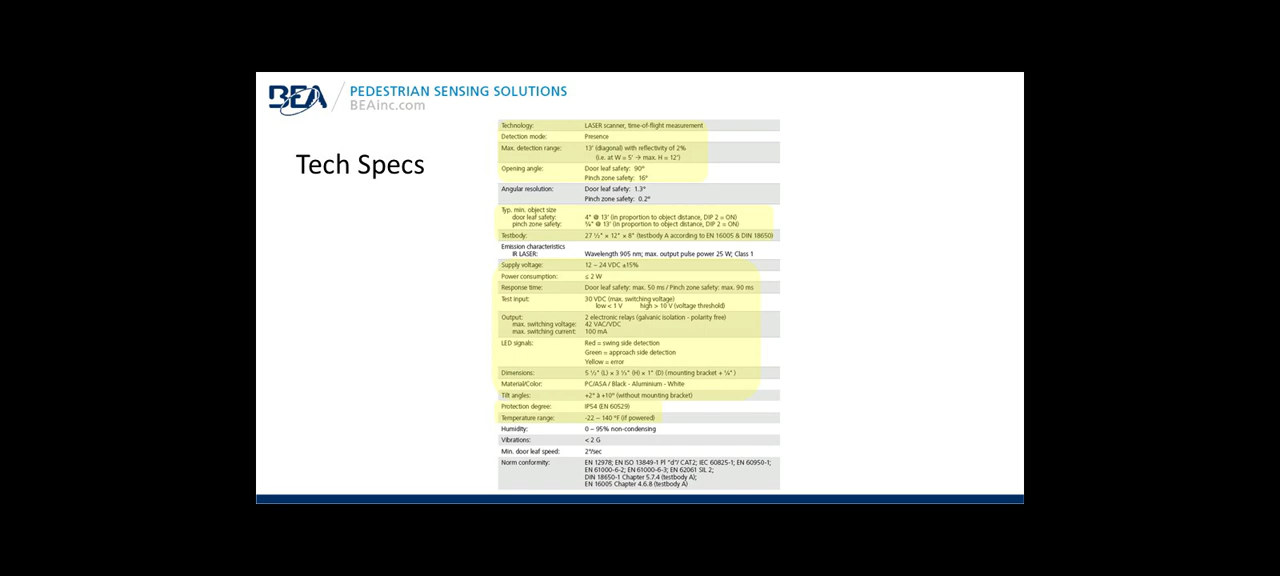 BEA
PEDESTRIAN SENSING SOLUTIONS
BEAinc.com
Tech Specs
Technology: LASER scanner, time-of-flight measurement
Detection mode: Presence
Max. detection range: 13' (diagonal) with reflectivity of 2%
(i.e. at W = 5' → max. H = 12')
Opening angle: Door leaf safety: 90°
Pinch zone safety: 16°
Angular resolution: Door leaf safety: 1.3°
Pinch zone safety: 0.2°
Typ. min. object size
door leaf safety: 4" @ 13' (in proportion to object distance, DIP 2 = ON)
pinch zone safety: ¾" @ 13' (in proportion to object distance, DIP 2 = ON)
Testbody: 27 ½" × 12" × 8" (testbody A according to EN 16005 & DIN 18650)
Emission characteristics
IR LASER: Wavelength 905 nm; max. output pulse power 25 W; Class 1
Supply voltage: 12 – 24 VDC ±15%
Power consumption: ≤ 2 W
Response time: Door leaf safety: max. 50 ms / Pinch zone safety: max. 90 ms
Test input: 30 VDC (max. switching voltage)
low < 1 V high > 10 V (voltage threshold)
Output: 2 electronic relays (galvanic isolation - polarity free)
max. switching voltage: 42 VAC/VDC
max. switching current: 100 mA
LED signals: Red = swing side detection
Green = approach side detection
Yellow = error
Dimensions: 5 ½" (L) × 3 ½" (H) × 1" (D) (mounting bracket + ¼" )
Material/Color: PC/ASA / Black - Aluminium - White
Tilt angles: +2° à +10° (without mounting bracket)
Protection degree: IP54 (EN 60529)
Temperature range: -22 – 140 °F (if powered)
Humidity: 0 – 95% non-condensing
Vibrations: < 2 G
Min. door leaf speed: 2°/sec
Norm conformity: EN 12978; EN ISO 13849-1 Pl "d"/ CAT2; IEC 60825-1; EN 60950-1;
EN 61000-6-2; EN 61000-6-3; EN 62061 SIL 2;
DIN 18650-1 Chapter 5.7.4 (testbody A);
EN 16005 Chapter 4.6.8 (testbody A)